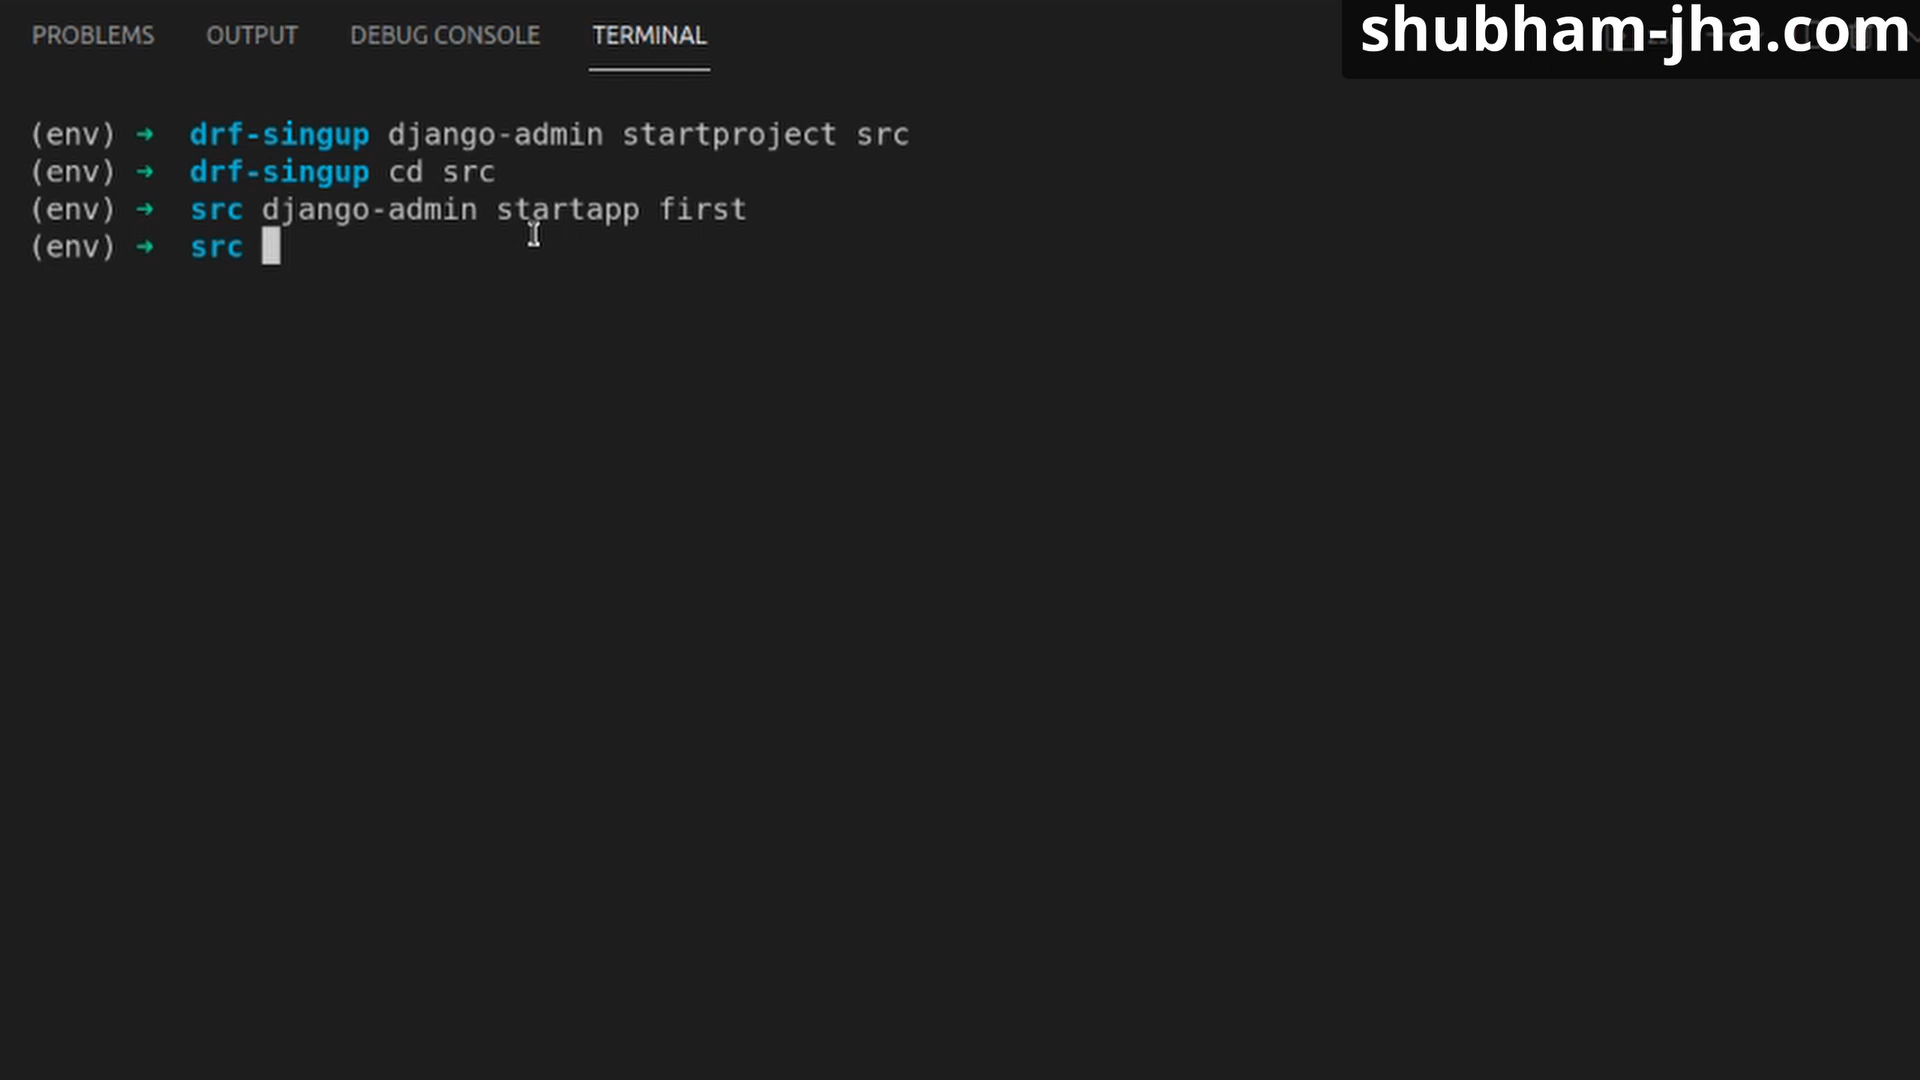 PROBLEMS OUTPUT DEBUG CONSOLE TERMINAL shubham-jha.com
(env) ➜ drf-singup django-admin startproject src
(env) ➜ drf-singup cd src
(env) ➜ src django-admin startapp first
(env) ➜ src